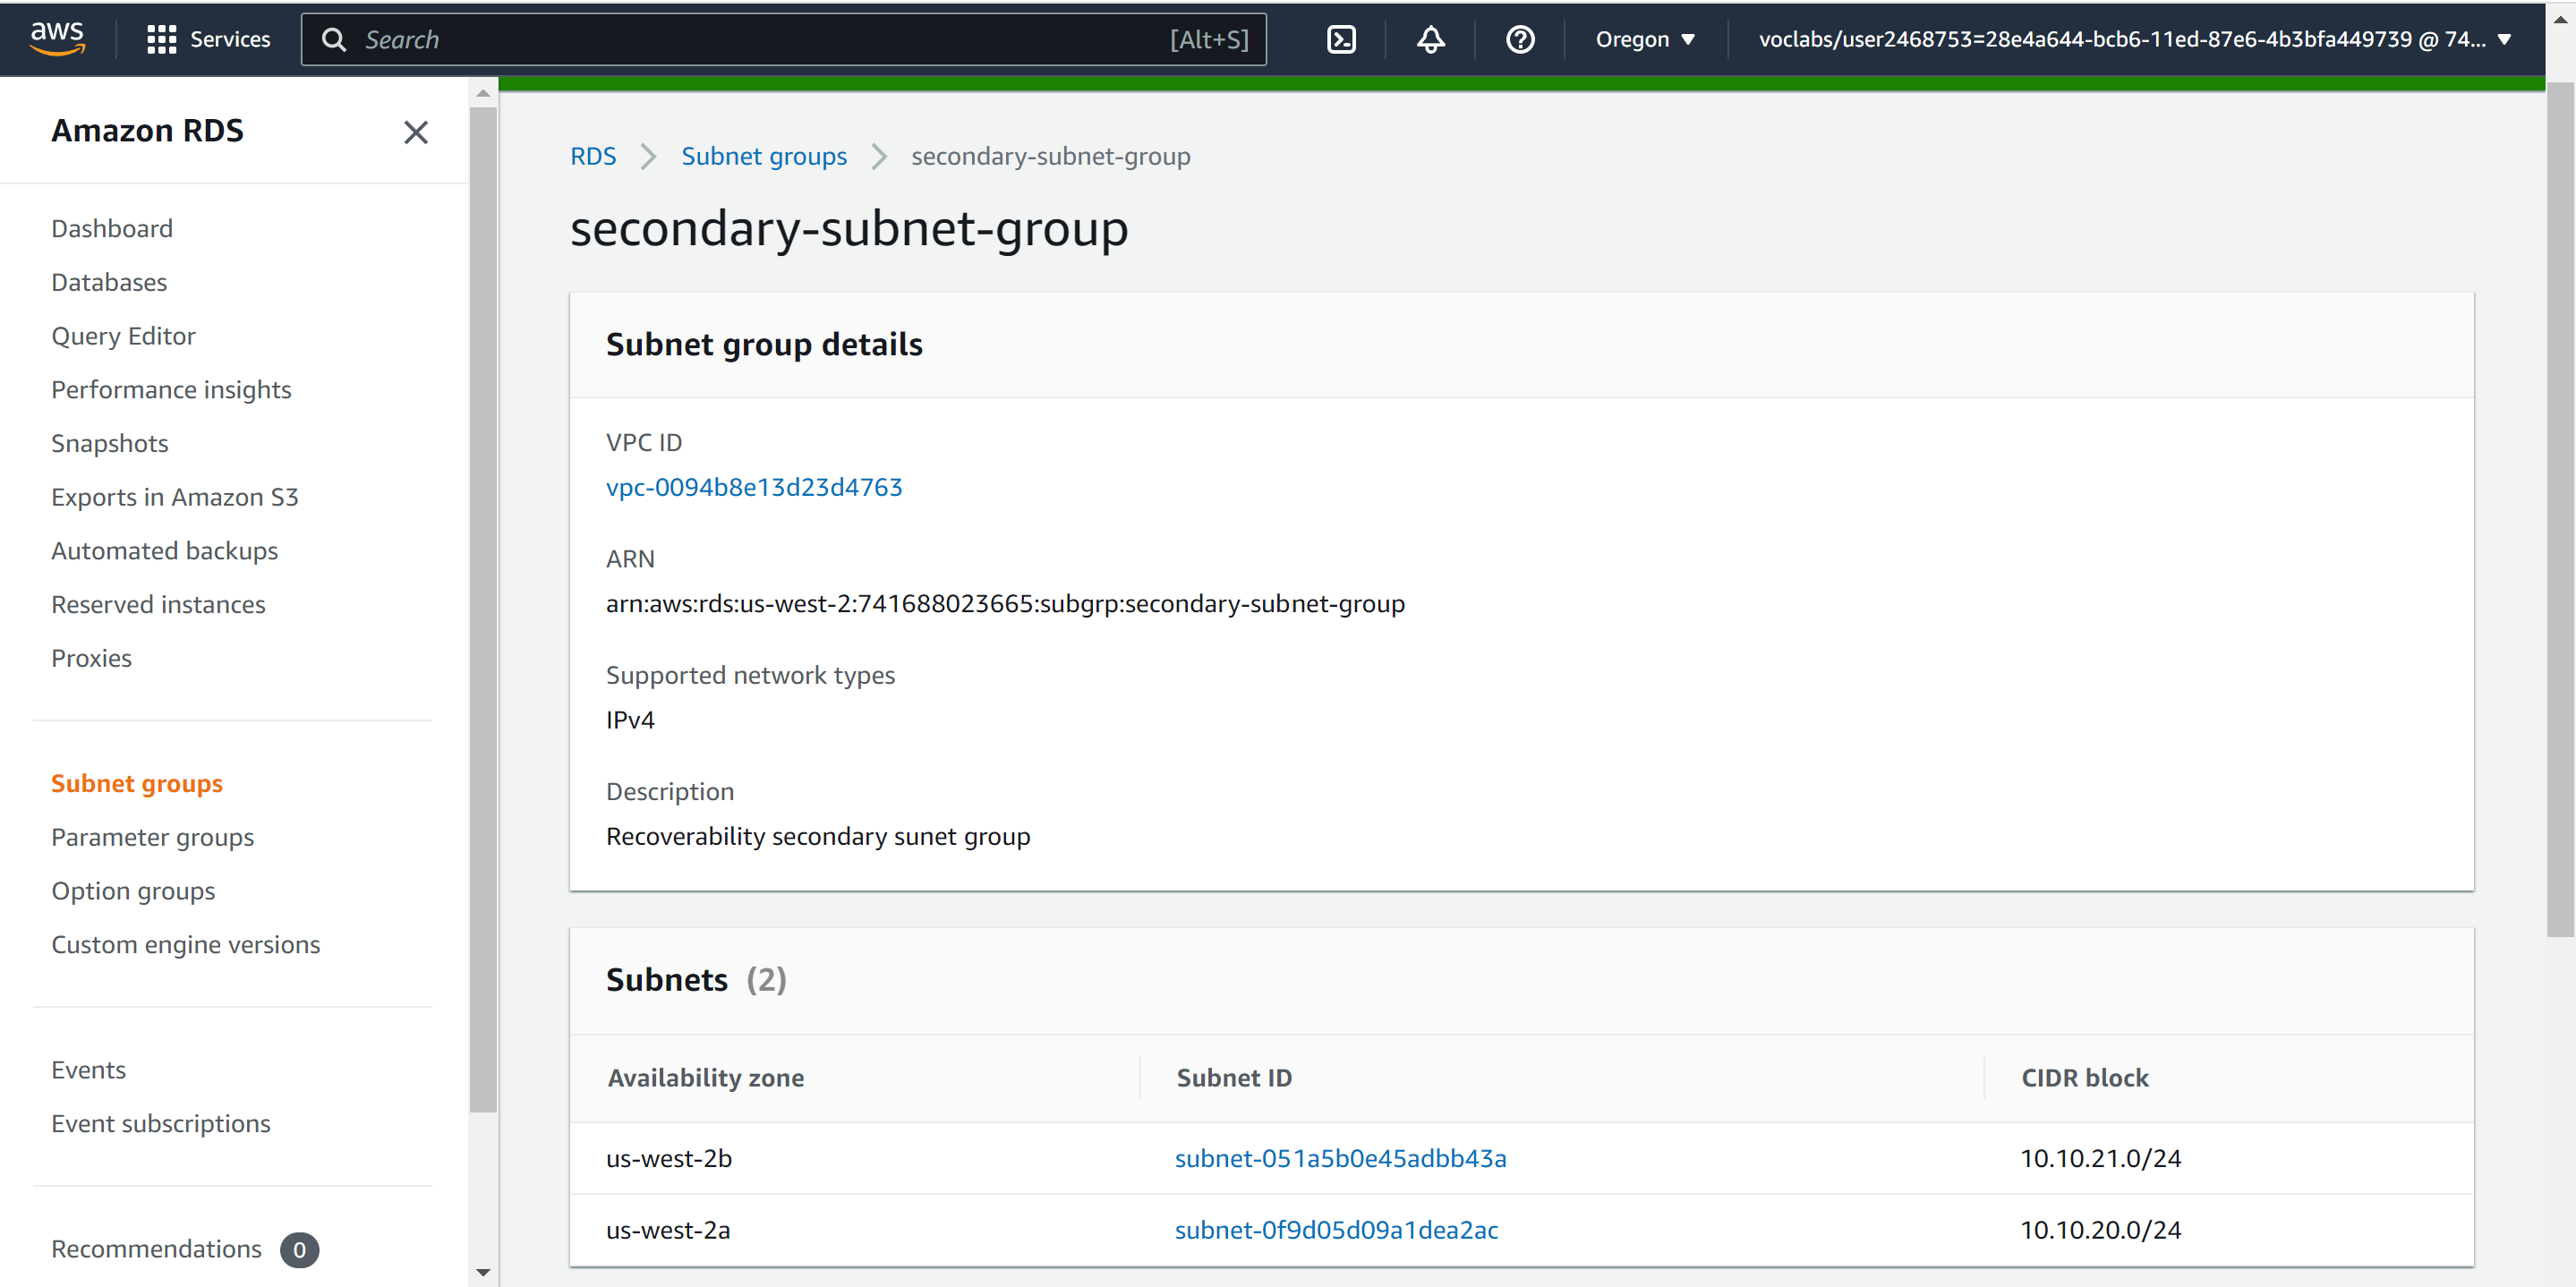 aws
Services
Search [Alt+S]
Oregon
voclabs/user2468753=28e4a644-bcb6-11ed-87e6-4b3bfa449739 @ 74...
Amazon RDS
Dashboard
Databases
Query Editor
Performance insights
Snapshots
Exports in Amazon S3
Automated backups
Reserved instances
Proxies
Subnet groups
Parameter groups
Option groups
Custom engine versions
Events
Event subscriptions
Recommendations 0
RDS > Subnet groups > secondary-subnet-group
secondary-subnet-group
Subnet group details
VPC ID
vpc-0094b8e13d23d4763
ARN
arn:aws:rds:us-west-2:741688023665:subgrp:secondary-subnet-group
Supported network types
IPv4
Description
Recoverability secondary sunet group
Subnets (2)
Availability zone Subnet ID CIDR block
us-west-2b subnet-051a5b0e45adbb43a 10.10.21.0/24
us-west-2a subnet-0f9d05d09a1dea2ac 10.10.20.0/24